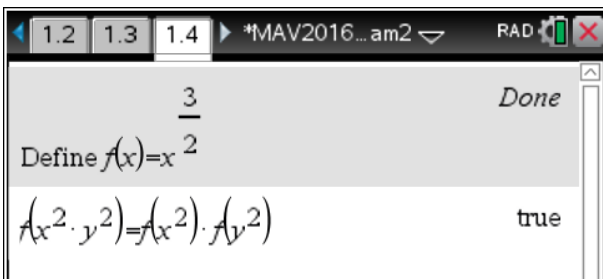 1.2 1.3 1.4 *MAV2016…am2 RAD
Define f(x)=x^(3/2) Done
f(x²·y²)=f(x²)·f(y²) true